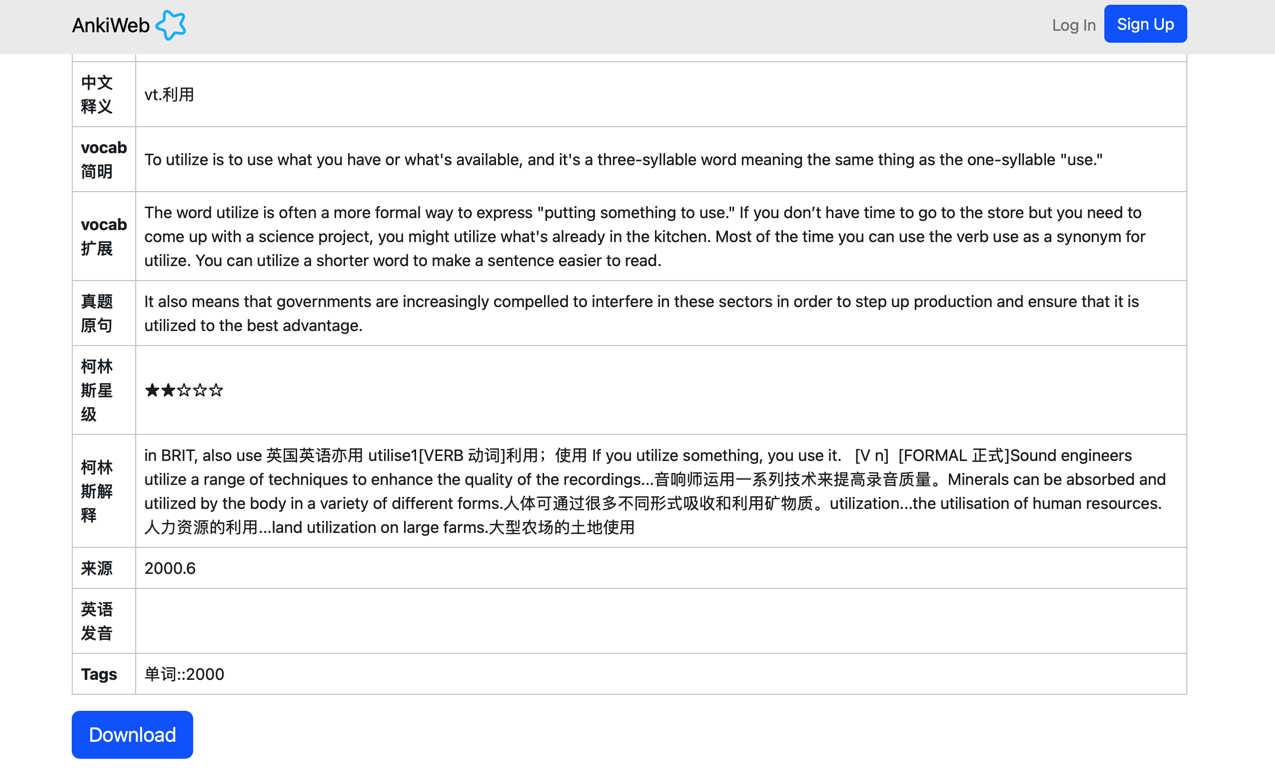 AnkiWeb
Log In
Sign Up
中文
释义
vt.利用
vocab
简明
To utilize is to use what you have or what's available, and it's a three-syllable word meaning the same thing as the one-syllable "use."
vocab
扩展
The word utilize is often a more formal way to express "putting something to use." If you don’t have time to go to the store but you need to
come up with a science project, you might utilize what's already in the kitchen. Most of the time you can use the verb use as a synonym for
utilize. You can utilize a shorter word to make a sentence easier to read.
真题
原句
It also means that governments are increasingly compelled to interfere in these sectors in order to step up production and ensure that it is
utilized to the best advantage.
柯林
斯星
级
★★☆☆☆
柯林
斯解
释
in BRIT, also use 英国英语亦用 utilise1[VERB 动词]利用；使用 If you utilize something, you use it.   [V n]  [FORMAL 正式]Sound engineers
utilize a range of techniques to enhance the quality of the recordings...音响师运用一系列技术来提高录音质量。Minerals can be absorbed and
utilized by the body in a variety of different forms.人体可通过很多不同形式吸收和利用矿物质。utilization...the utilisation of human resources.
人力资源的利用...land utilization on large farms.大型农场的土地使用
来源
2000.6
英语
发音
Tags
单词::2000
Download